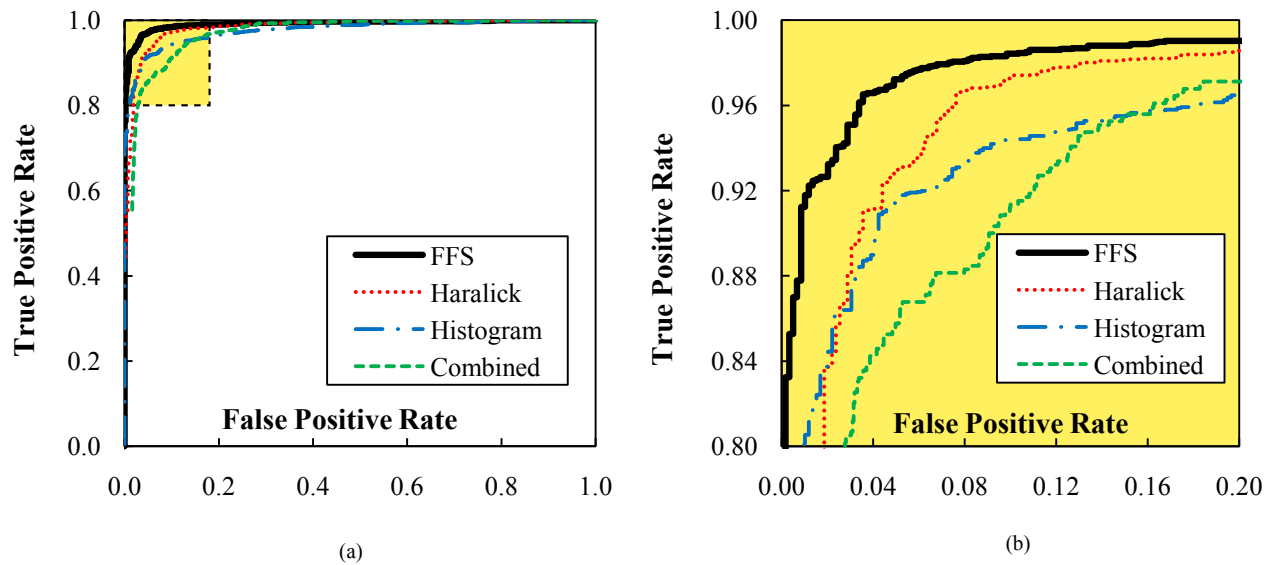 True Positive Rate
1.0
0.8
0.6
0.4
0.2
0.0
FFS
Haralick
Histogram
Combined
False Positive Rate
0.0 0.2 0.4 0.6 0.8 1.0
(a)
True Positive Rate
1.00
0.96
0.92
0.88
0.84
0.80
FFS
Haralick
Histogram
Combined
False Positive Rate
0.00 0.04 0.08 0.12 0.16 0.20
(b)